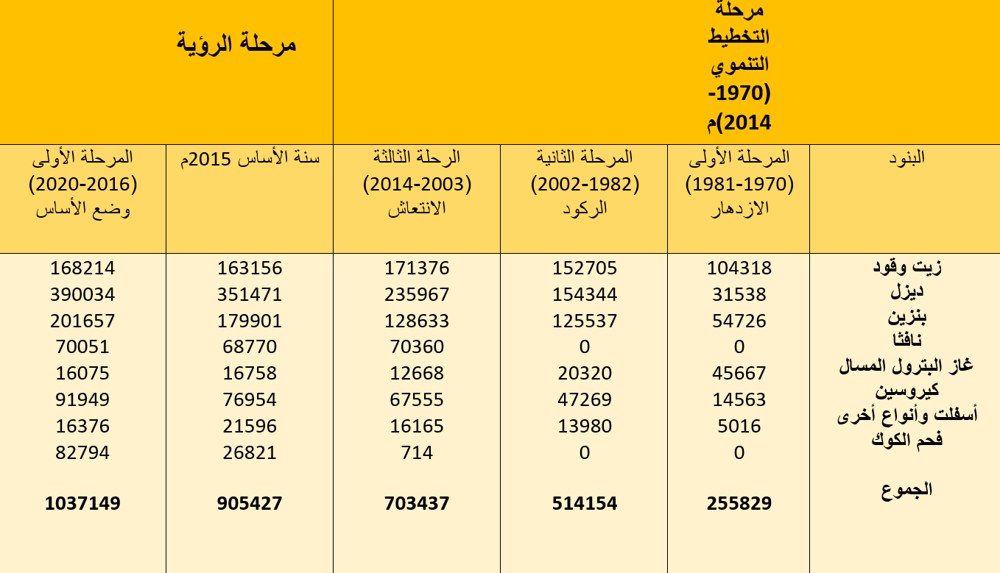 مرحلة
التخطيط
التنموي
(1970-
2014)م
مرحلة الرؤية
البنود
المرحلة الأولى
(1970-1981)
الازدهار
المرحلة الثانية
(1982-2002)
الركود
الرحلة الثالثة
(2003-2014)
الانتعاش
سنة الأساس 2015م
المرحلة الأولى
(2016-2020)
وضع الأساس
زيت وقود 104318 152705 171376 163156 168214
ديزل 31538 154344 235967 351471 390034
بنزين 54726 125537 128633 179901 201657
نافثا 0 0 70360 68770 70051
غاز البترول المسال 45667 20320 12668 16758 16075
كيروسين 14563 47269 67555 76954 91949
أسفلت وأنواع أخرى 5016 13980 16165 21596 16376
فحم الكوك 0 0 714 26821 82794
الجموع 255829 514154 703437 905427 1037149